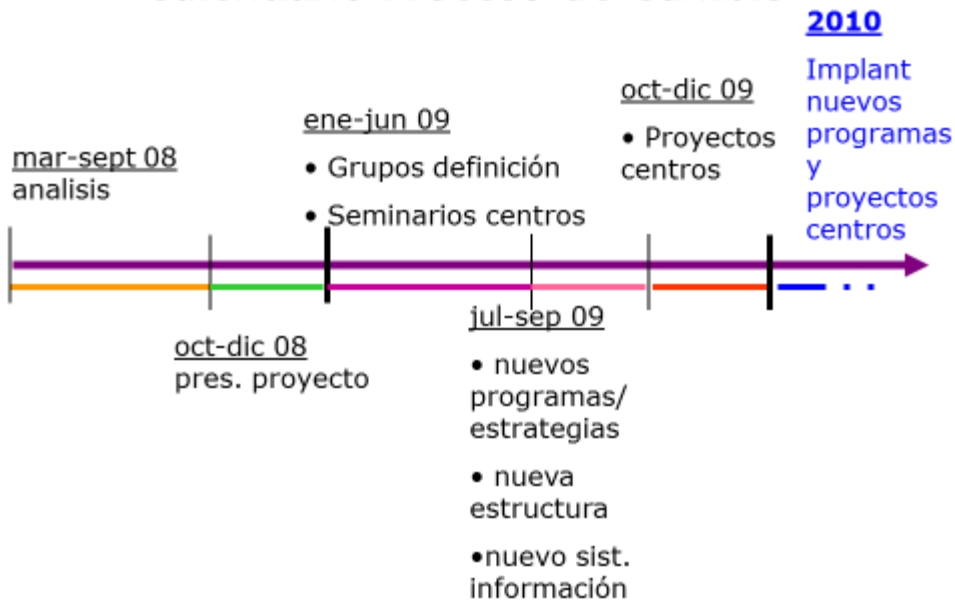 2010
Implant
nuevos
programas
y
proyectos
centros
oct-dic 09
• Proyectos
centros
ene-jun 09
• Grupos definición
• Seminarios centros
mar-sept 08
analisis
oct-dic 08
pres. proyecto
jul-sep 09
• nuevos
programas/
estrategias
• nueva
estructura
•nuevo sist.
información